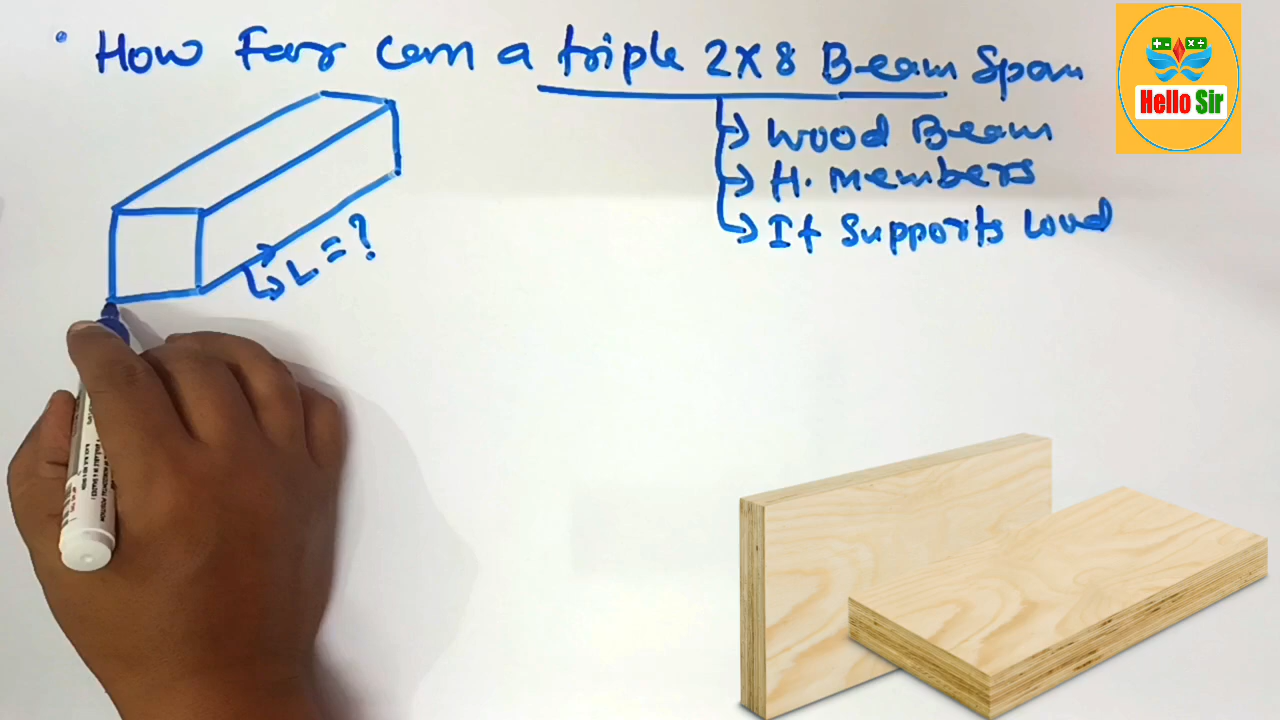 How Far can a triple 2x8 Beam Span
→ Wood Beam
→ H. members
→ It Supports Load
→ L = ?
+ - × ÷
Hello Sir